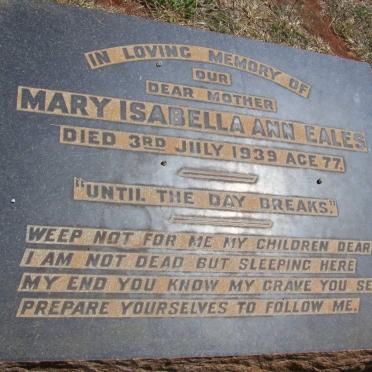 IN LOVING MEMORY OF
OUR
DEAR MOTHER
MARY ISABELLA ANN EALES
DIED 3RD JULY 1939 AGE 77.
"UNTIL THE DAY BREAKS."
WEEP NOT FOR ME MY CHILDREN DEAR
I AM NOT DEAD BUT SLEEPING HERE
MY END YOU KNOW MY GRAVE YOU SE
PREPARE YOURSELVES TO FOLLOW ME.